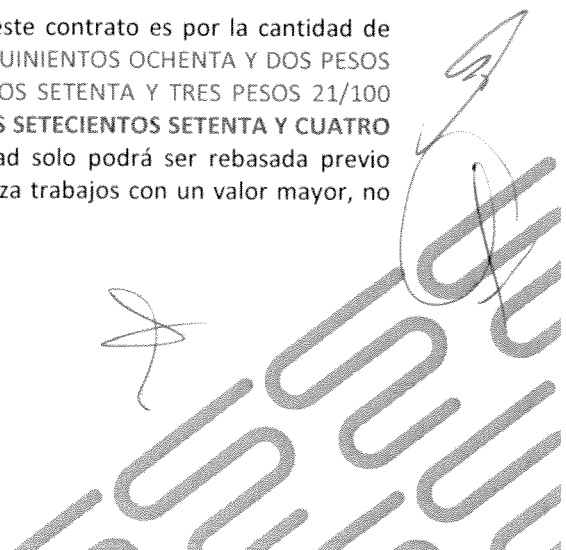 este contrato es por la cantidad de
UINIENTOS OCHENTA Y DOS PESOS
OS SETENTA Y TRES PESOS 21/100
S SETECIENTOS SETENTA Y CUATRO
ad solo podrá ser rebasada previo
za trabajos con un valor mayor, no